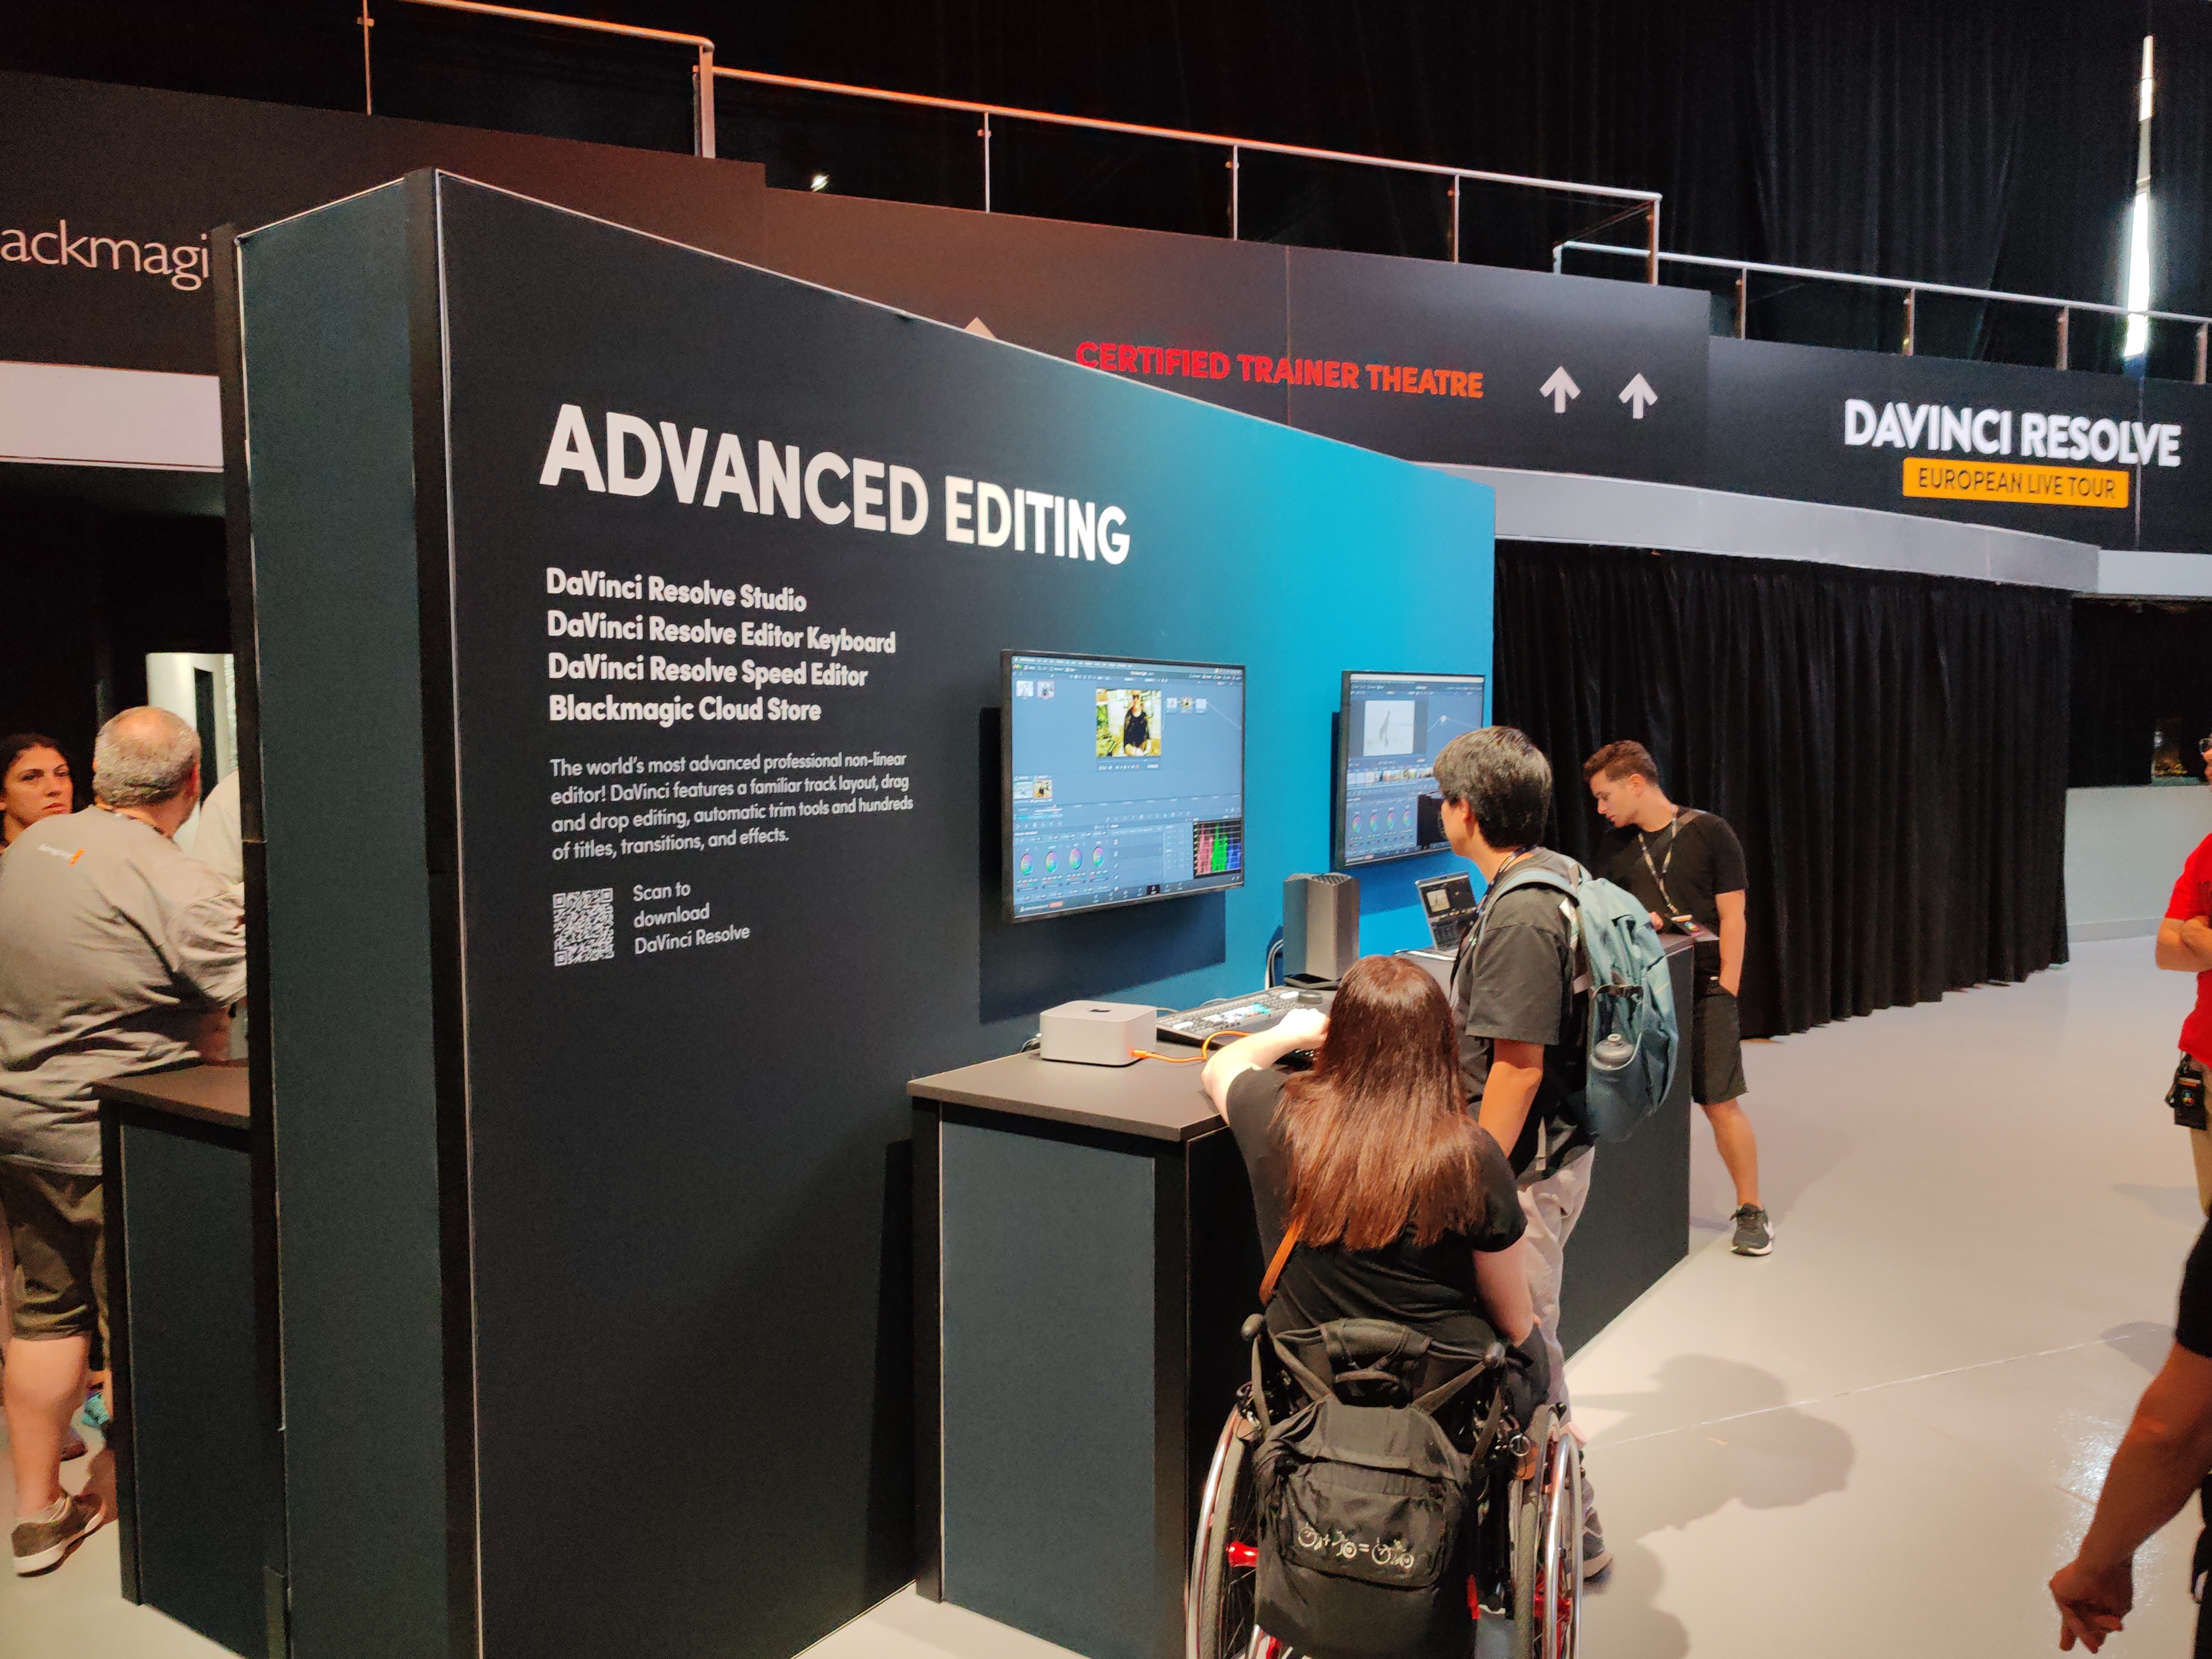 ackmagi
CERTIFIED TRAINER THEATRE
DAVINCI RESOLVE
EUROPEAN LIVE TOUR
ADVANCED EDITING
DaVinci Resolve Studio
DaVinci Resolve Editor Keyboard
DaVinci Resolve Speed Editor
Blackmagic Cloud Store
The world's most advanced professional non-linear
editor! DaVinci features a familiar track layout, drag
and drop editing, automatic trim tools and hundreds
of titles, transitions, and effects.
Scan to
download
DaVinci Resolve